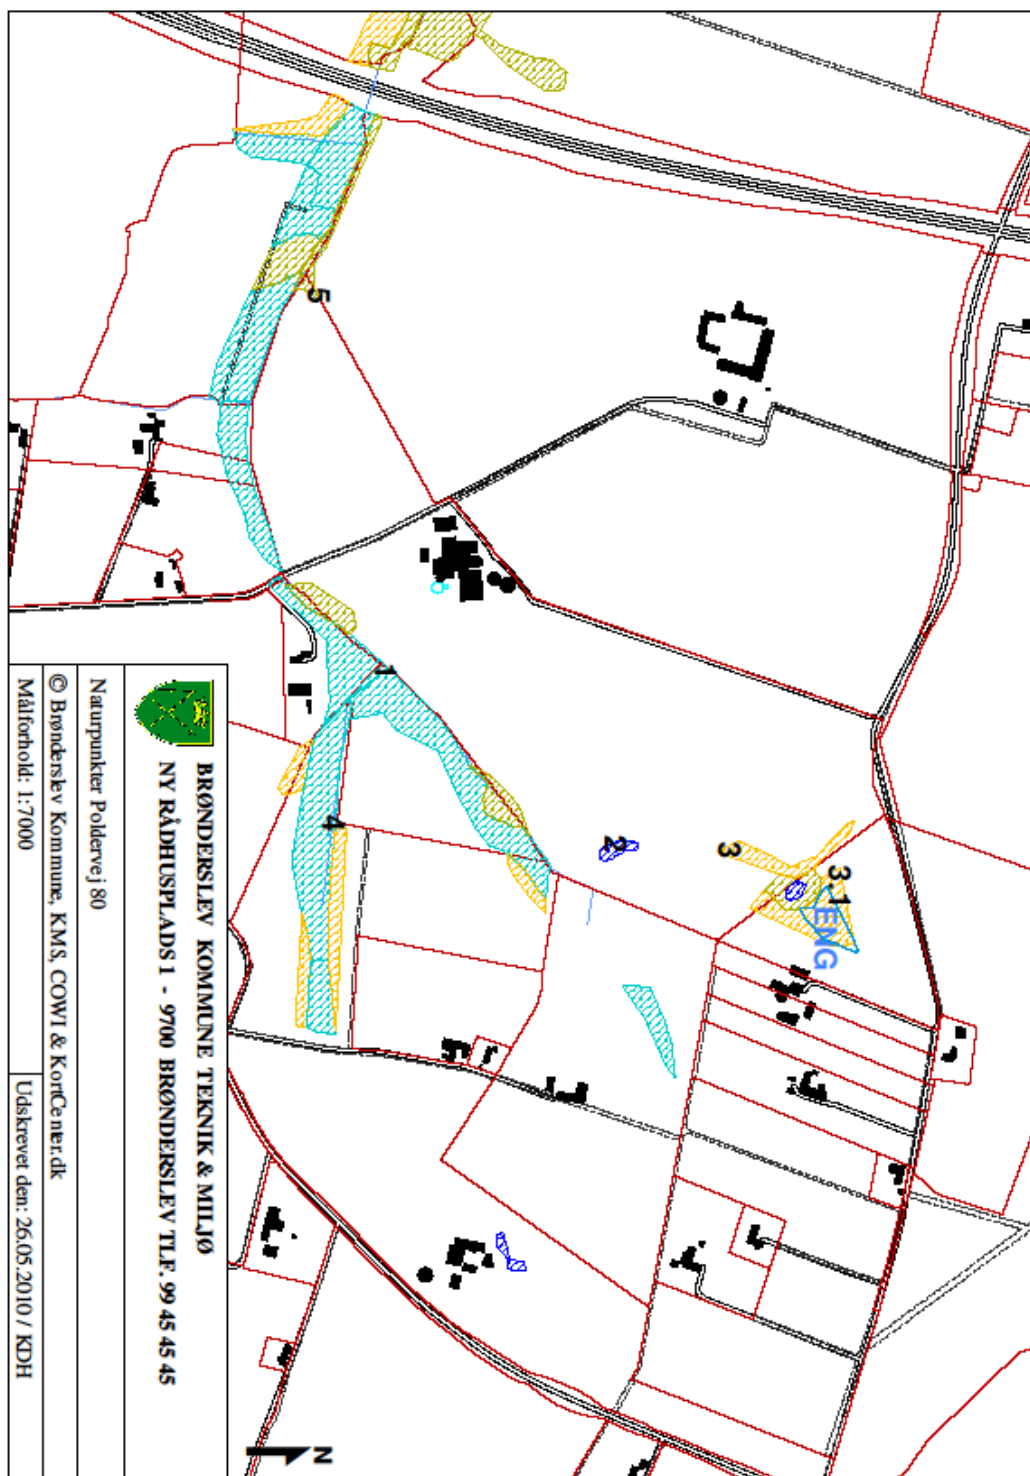 5
1
4
2
3
3.1
ENG
N
BRØNDERSLEV KOMMUNE TEKNIK & MILJØ
NY RÅDHUSPLADS 1 - 9700 BRØNDERSLEV TLF. 99 45 45 45
Naturpunkter Poldervej 80
© Brønderslev Kommune, KMS, COWI & KortCenter.dk
Målforhold: 1:7000
Udskrevet den: 26.05.2010 / KDH